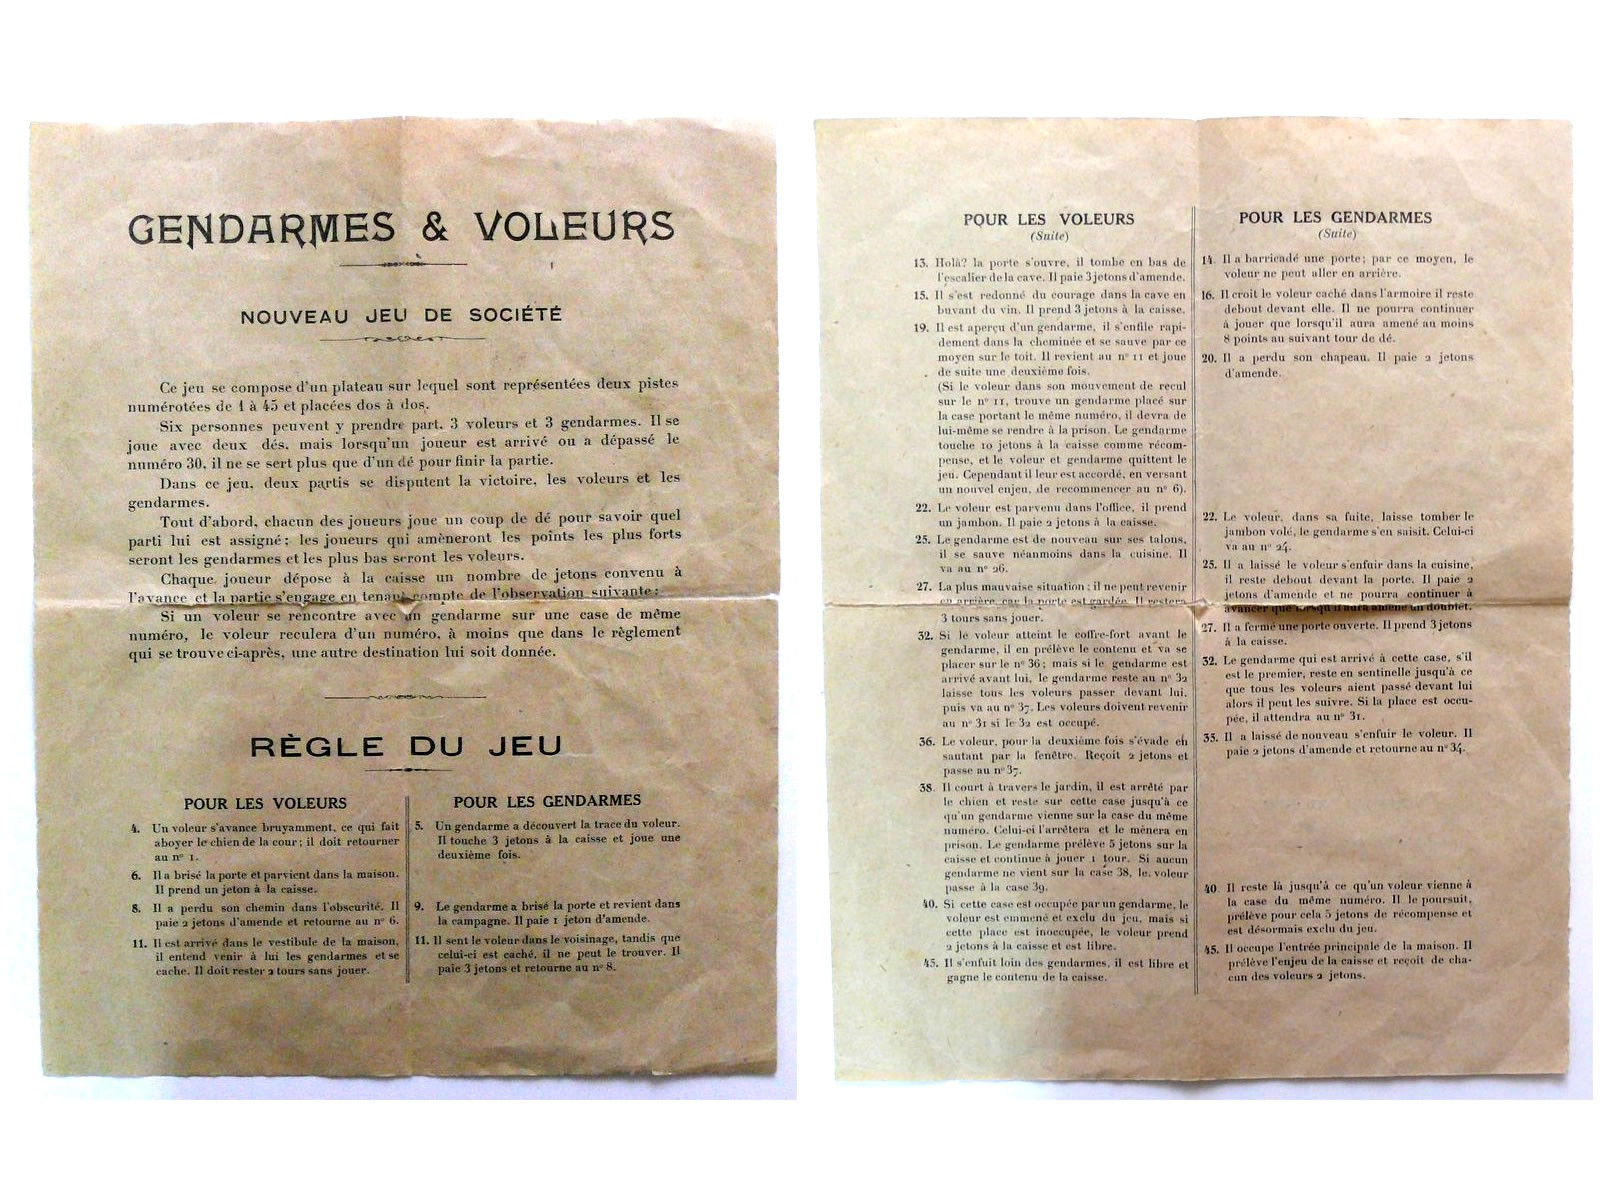 GENDARMES & VOLEURS
NOUVEAU JEU DE SOCIÉTÉ
Ce jeu se compose d'un plateau sur lequel sont représentées deux pistes
numérotées de 1 à 45 et placées dos à dos.
Six personnes peuvent y prendre part, 3 voleurs et 3 gendarmes. Il se
joue avec deux dés, mais lorsqu'un joueur est arrivé ou a dépassé le
numéro 30, il ne se sert plus que d'un dé pour finir la partie.
Dans ce jeu, deux partis se disputent la victoire, les voleurs et les
gendarmes.
Tout d'abord, chacun des joueurs joue un coup de dé pour savoir quel
parti lui est assigné; les joueurs qui amèneront les points les plus forts
seront les gendarmes et les plus bas seront les voleurs.
Chaque joueur dépose à la caisse un nombre de jetons convenu à
l'avance et la partie s'engage en tenant compte de l'observation suivante:
Si un voleur se rencontre avec un gendarme sur une case de même
numéro, le voleur reculera d'un numéro, à moins que dans le règlement
qui se trouve ci-après, une autre destination lui soit donnée.
RÈGLE DU JEU
POUR LES VOLEURS
4. Un voleur s'avance bruyamment, ce qui fait
aboyer le chien de la cour; il doit retourner
au nº 1.
6. Il a brisé la porte et parvient dans la maison.
Il prend un jeton à la caisse.
8. Il a perdu son chemin dans l'obscurité. Il
paie 2 jetons d'amende et retourne au nº 6.
11. Il est arrivé dans le vestibule de la maison,
il entend venir à lui les gendarmes et se
cache. Il doit rester 2 tours sans jouer.
POUR LES GENDARMES
5. Un gendarme a découvert la trace du voleur.
Il touche 3 jetons à la caisse et joue une
deuxième fois.
9. Le gendarme a brisé la porte et revient dans
la campagne. Il paie 1 jeton d'amende.
11. Il sent le voleur dans le voisinage, tandis que
celui-ci est caché, il ne peut le trouver. Il
paie 3 jetons et retourne au nº 8.
POUR LES VOLEURS
(Suite)
13. Holà? la porte s'ouvre, il tombe en bas de
l'escalier de la cave. Il paie 3 jetons d'amende.
15. Il s'est redonné du courage dans la cave en
buvant du vin. Il prend 3 jetons à la caisse.
19. Il est aperçu d'un gendarme, il s'enfile rapi-
dement dans la cheminée et se sauve par ce
moyen sur le toit. Il revient au nº 11 et joue
de suite une deuxième fois.
(Si le voleur dans son mouvement de recul
sur le nº 11, trouve un gendarme placé sur
la case portant le même numéro, il devra de
lui-même se rendre à la prison. Le gendarme
touche 10 jetons à la caisse comme récom-
pense, et le voleur et gendarme quittent le
jeu. Cependant il leur est accordé, en versant
un nouvel enjeu, de recommencer au nº 6).
22. Le voleur est parvenu dans l'office, il prend
un jambon. Il paie 2 jetons à la caisse.
25. Le gendarme est de nouveau sur ses talons,
il se sauve néanmoins dans la cuisine. Il
va au nº 26.
27. La plus mauvaise situation; il ne peut revenir
en arrière, car la porte est gardée. Il restera
3 tours sans jouer.
32. Si le voleur atteint le coffre-fort avant le
gendarme, il en prélève le contenu et va se
placer sur le nº 36; mais si le gendarme est
arrivé avant lui, le gendarme reste au nº 32
laisse tous les voleurs passer devant lui,
puis va au nº 37. Les voleurs doivent revenir
au nº 31 si le 32 est occupé.
36. Le voleur, pour la deuxième fois s'évade en
sautant par la fenêtre. Reçoit 2 jetons et
passe au nº 37.
38. Il court à travers le jardin, il est arrêté par
le chien et reste sur cette case jusqu'à ce
qu'un gendarme vienne sur la case du même
numéro. Celui-ci l'arrêtera et le mènera en
prison. Le gendarme prélève 5 jetons sur la
caisse et continue à jouer 1 tour. Si aucun
gendarme ne vient sur la case 38, le voleur
passe à la case 39.
40. Si cette case est occupée par un gendarme, le
voleur est emmené et exclu du jeu, mais si
cette place est inoccupée, le voleur prend
2 jetons à la caisse et est libre.
45. Il s'enfuit loin des gendarmes, il est libre et
gagne le contenu de la caisse.
POUR LES GENDARMES
(Suite)
14. Il a barricadé une porte; par ce moyen, le
voleur ne peut aller en arrière.
16. Il croit le voleur caché dans l'armoire il reste
debout devant elle. Il ne pourra continuer
à jouer que lorsqu'il aura amené au moins
8 points au suivant tour de dé.
20. Il a perdu son chapeau. Il paie 2 jetons
d'amende.
22. Le voleur, dans sa fuite, laisse tomber le
jambon volé, le gendarme s'en saisit. Celui-ci
va au nº 24.
25. Il a laissé le voleur s'enfuir dans la cuisine,
il reste debout devant la porte. Il paie 2
jetons d'amende et ne pourra continuer à
avancer que lorsqu'il aura amené un doublet.
27. Il a fermé une porte ouverte. Il prend 3 jetons
à la caisse.
32. Le gendarme qui est arrivé à cette case, s'il
est le premier, reste en sentinelle jusqu'à ce
que tous les voleurs aient passé devant lui
alors il peut les suivre. Si la place est occu-
pée, il attendra au nº 31.
35. Il a laissé de nouveau s'enfuir le voleur. Il
paie 2 jetons d'amende et retourne au nº 34.
40. Il reste là jusqu'à ce qu'un voleur vienne à
la case du même numéro. Il le poursuit,
prélève pour cela 5 jetons de récompense et
est désormais exclu du jeu.
45. Il occupe l'entrée principale de la maison. Il
prélève l'enjeu de la caisse et reçoit de cha-
cun des voleurs 2 jetons.